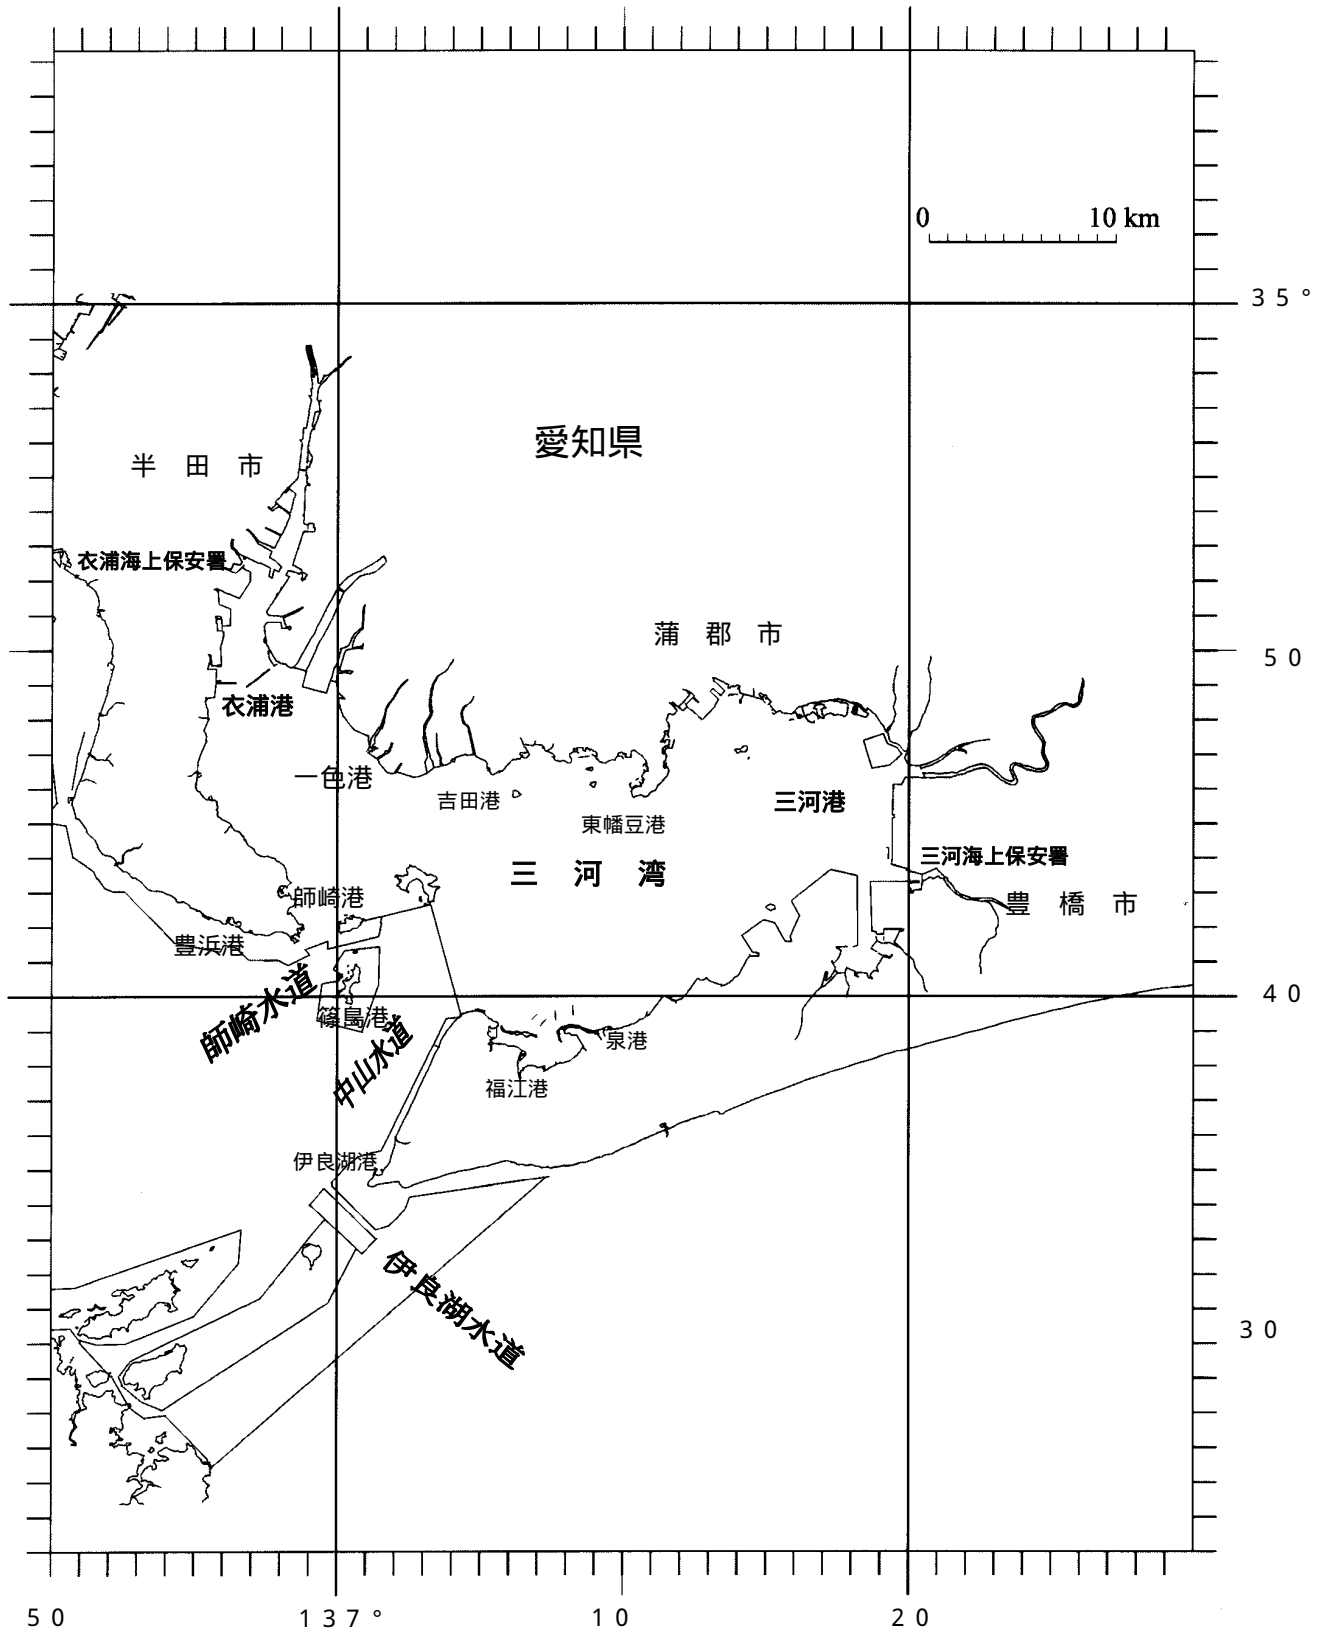 0 10 km
35°
愛知県
半田市
衣浦海上保安署
蒲郡市
50
衣浦港
一色港
吉田港
三河港
東幡豆港
三河海上保安署
三河湾
師崎港
豊橋市
豊浜港
40
師崎水道
篠島港
中山水道
泉港
福江港
伊良湖港
伊良湖水道
30
50 137° 10 20